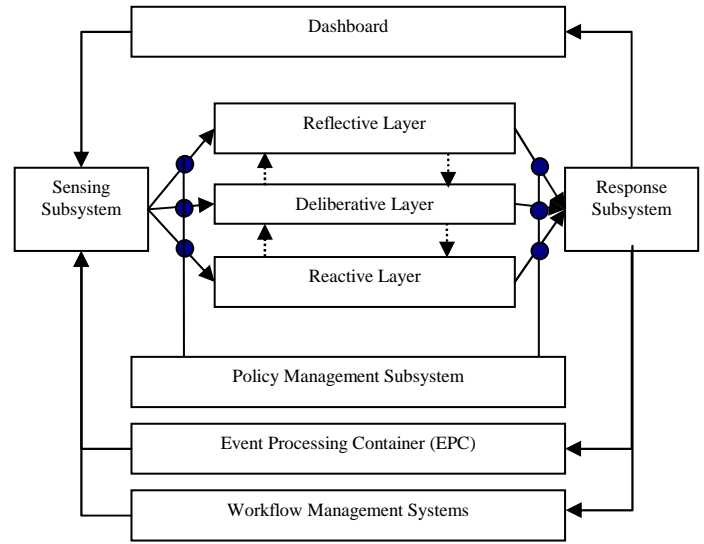 Dashboard
Reflective Layer
Sensing
Subsystem
Deliberative Layer
Response
Subsystem
Reactive Layer
Policy Management Subsystem
Event Processing Container (EPC)
Workflow Management Systems